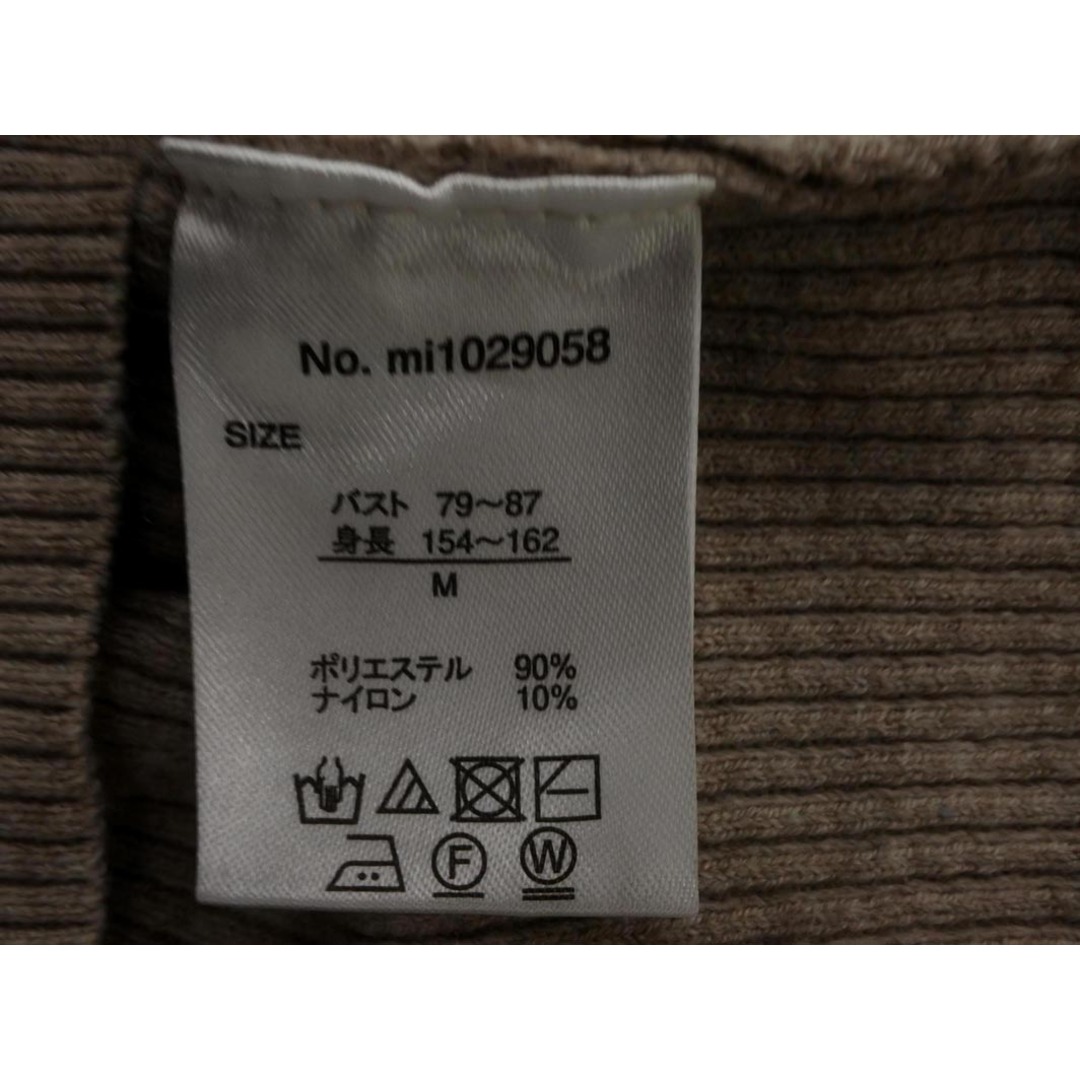 No. mi1029058
SIZE
バスト 79〜87
身長 154〜162
M
ポリエステル 90%
ナイロン 10%
F W